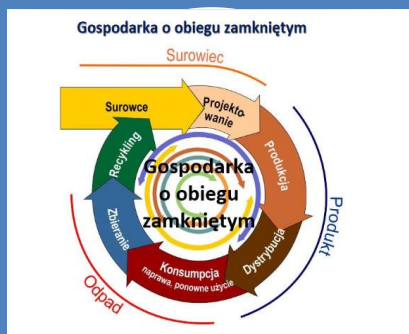 Gospodarka o obiegu zamkniętym
Surowiec
Surowce
Projekto-
wanie
Produkcja
Produkt
Dystrybucja
Konsumpcja
naprawa, ponowne użycie
Zbieranie
Odpad
Recykling
Gospodarka
o obiegu
zamkniętym